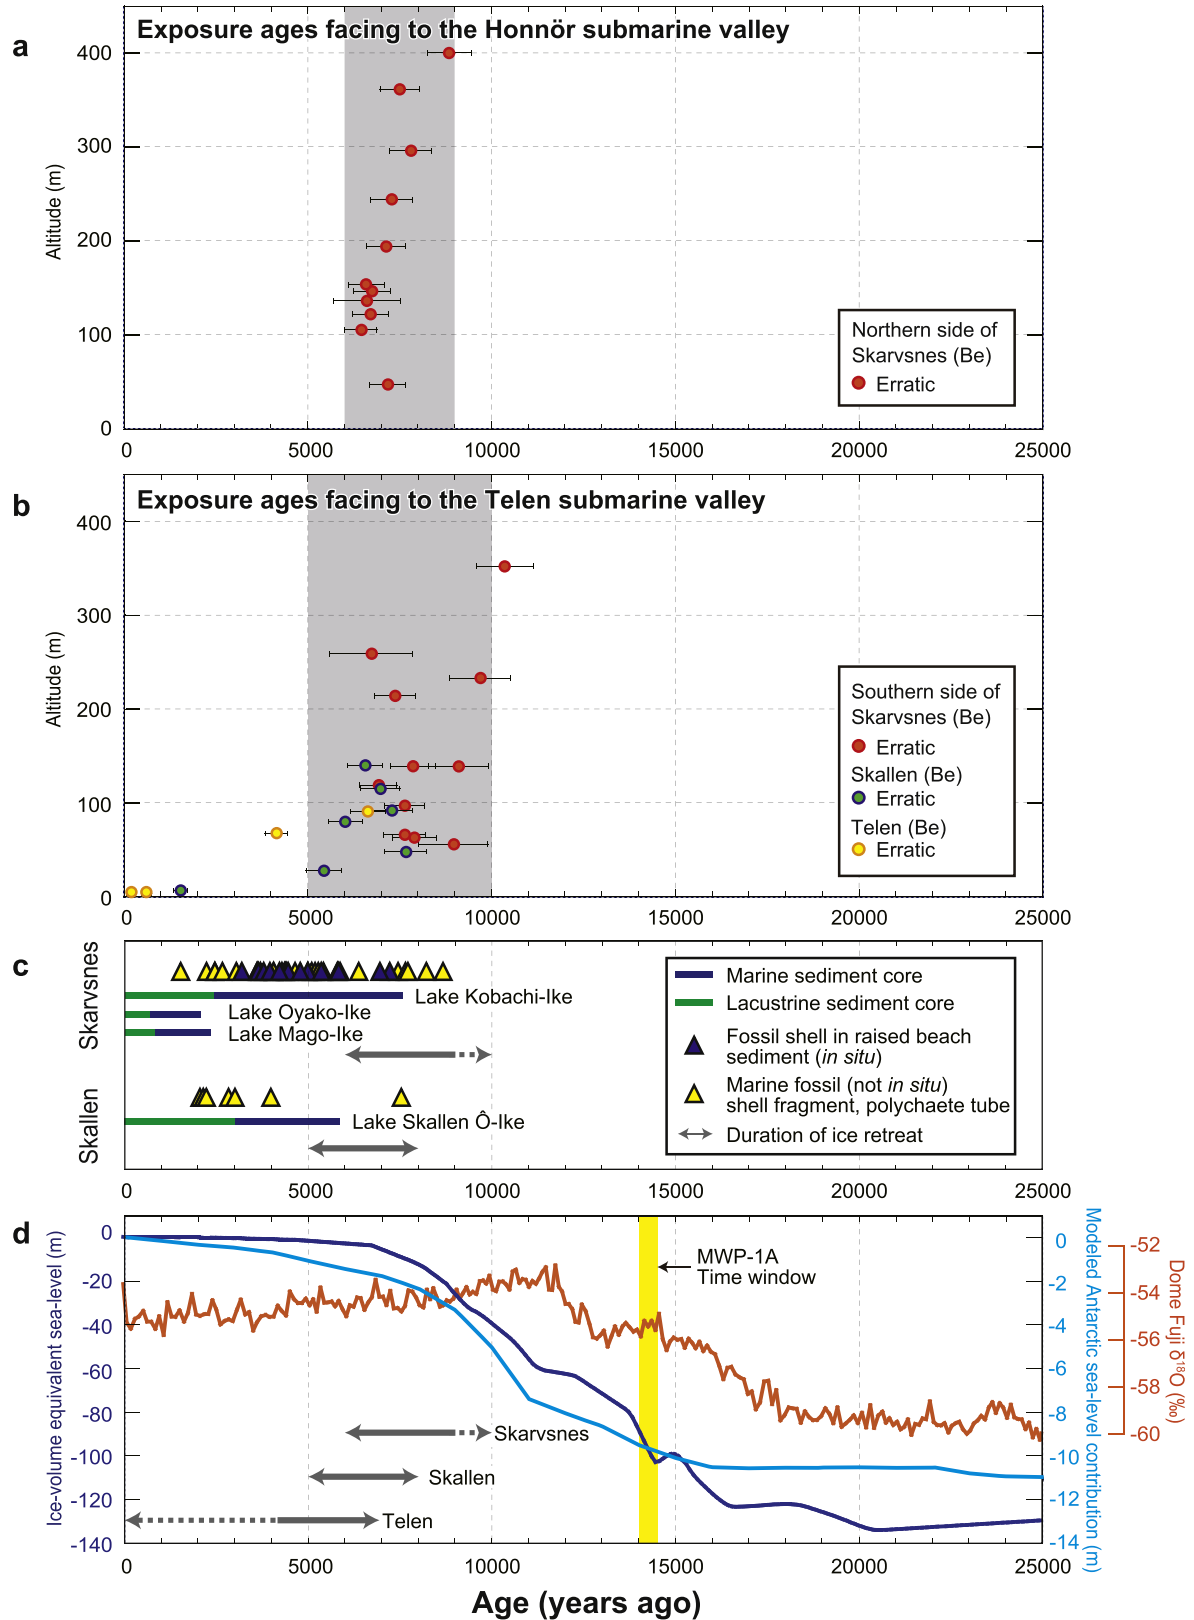 a
Exposure ages facing to the Honnör submarine valley
400
300
200
100
0
Altitude (m)
Northern side of
Skarvsnes (Be)
Erratic
0
5000
10000
15000
20000
25000
b
Exposure ages facing to the Telen submarine valley
400
300
200
100
0
Altitude (m)
Southern side of
Skarvsnes (Be)
Erratic
Skallen (Be)
Erratic
Telen (Be)
Erratic
0
5000
10000
15000
20000
25000
c
Skarvsnes
Lake Kobachi-Ike
Lake Oyako-Ike
Lake Mago-Ike
Skallen
Lake Skallen Ô-Ike
Marine sediment core
Lacustrine sediment core
Fossil shell in raised beach
sediment (in situ)
Marine fossil (not in situ)
shell fragment, polychaete tube
Duration of ice retreat
0
5000
10000
15000
20000
25000
d
Ice-volume equivalent sea-level (m)
0
-20
-40
-60
-80
-100
-120
-140
MWP-1A
Time window
Skarvsnes
Skallen
Telen
0
-2
-4
-6
-8
-10
-12
-14
Modeled Antarctic sea-level contribution (m)
-52
-54
-56
-58
-60
Dome Fuji δ18O (‰)
0
5000
10000
15000
20000
25000
Age (years ago)